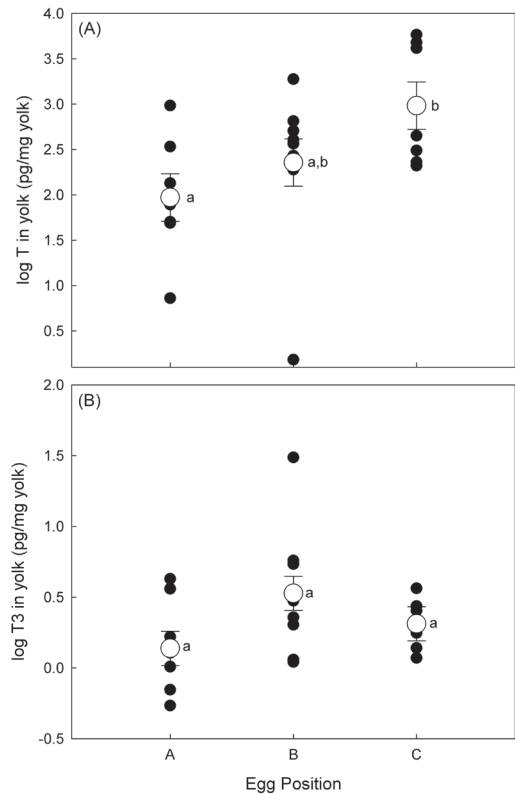 (A)
4.0
3.5
3.0
2.5
2.0
1.5
1.0
0.5
log T in yolk (pg/mg yolk)
a
a,b
b
(B)
2.0
1.5
1.0
0.5
0.0
-0.5
log T3 in yolk (pg/mg yolk)
a
a
a
A B C
Egg Position